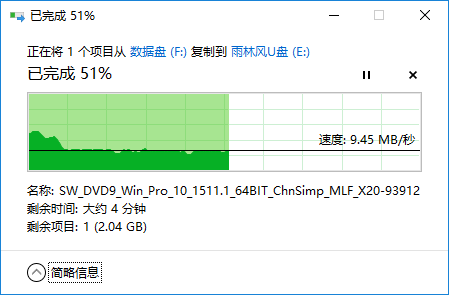 已完成 51%
正在将 1 个项目从 数据盘 (F:) 复制到 雨林风U盘 (E:)
已完成 51%
速度: 9.45 MB/秒
名称: SW_DVD9_Win_Pro_10_1511.1_64BIT_ChnSimp_MLF_X20-93912
剩余时间: 大约 4 分钟
剩余项目: 1 (2.04 GB)
简略信息